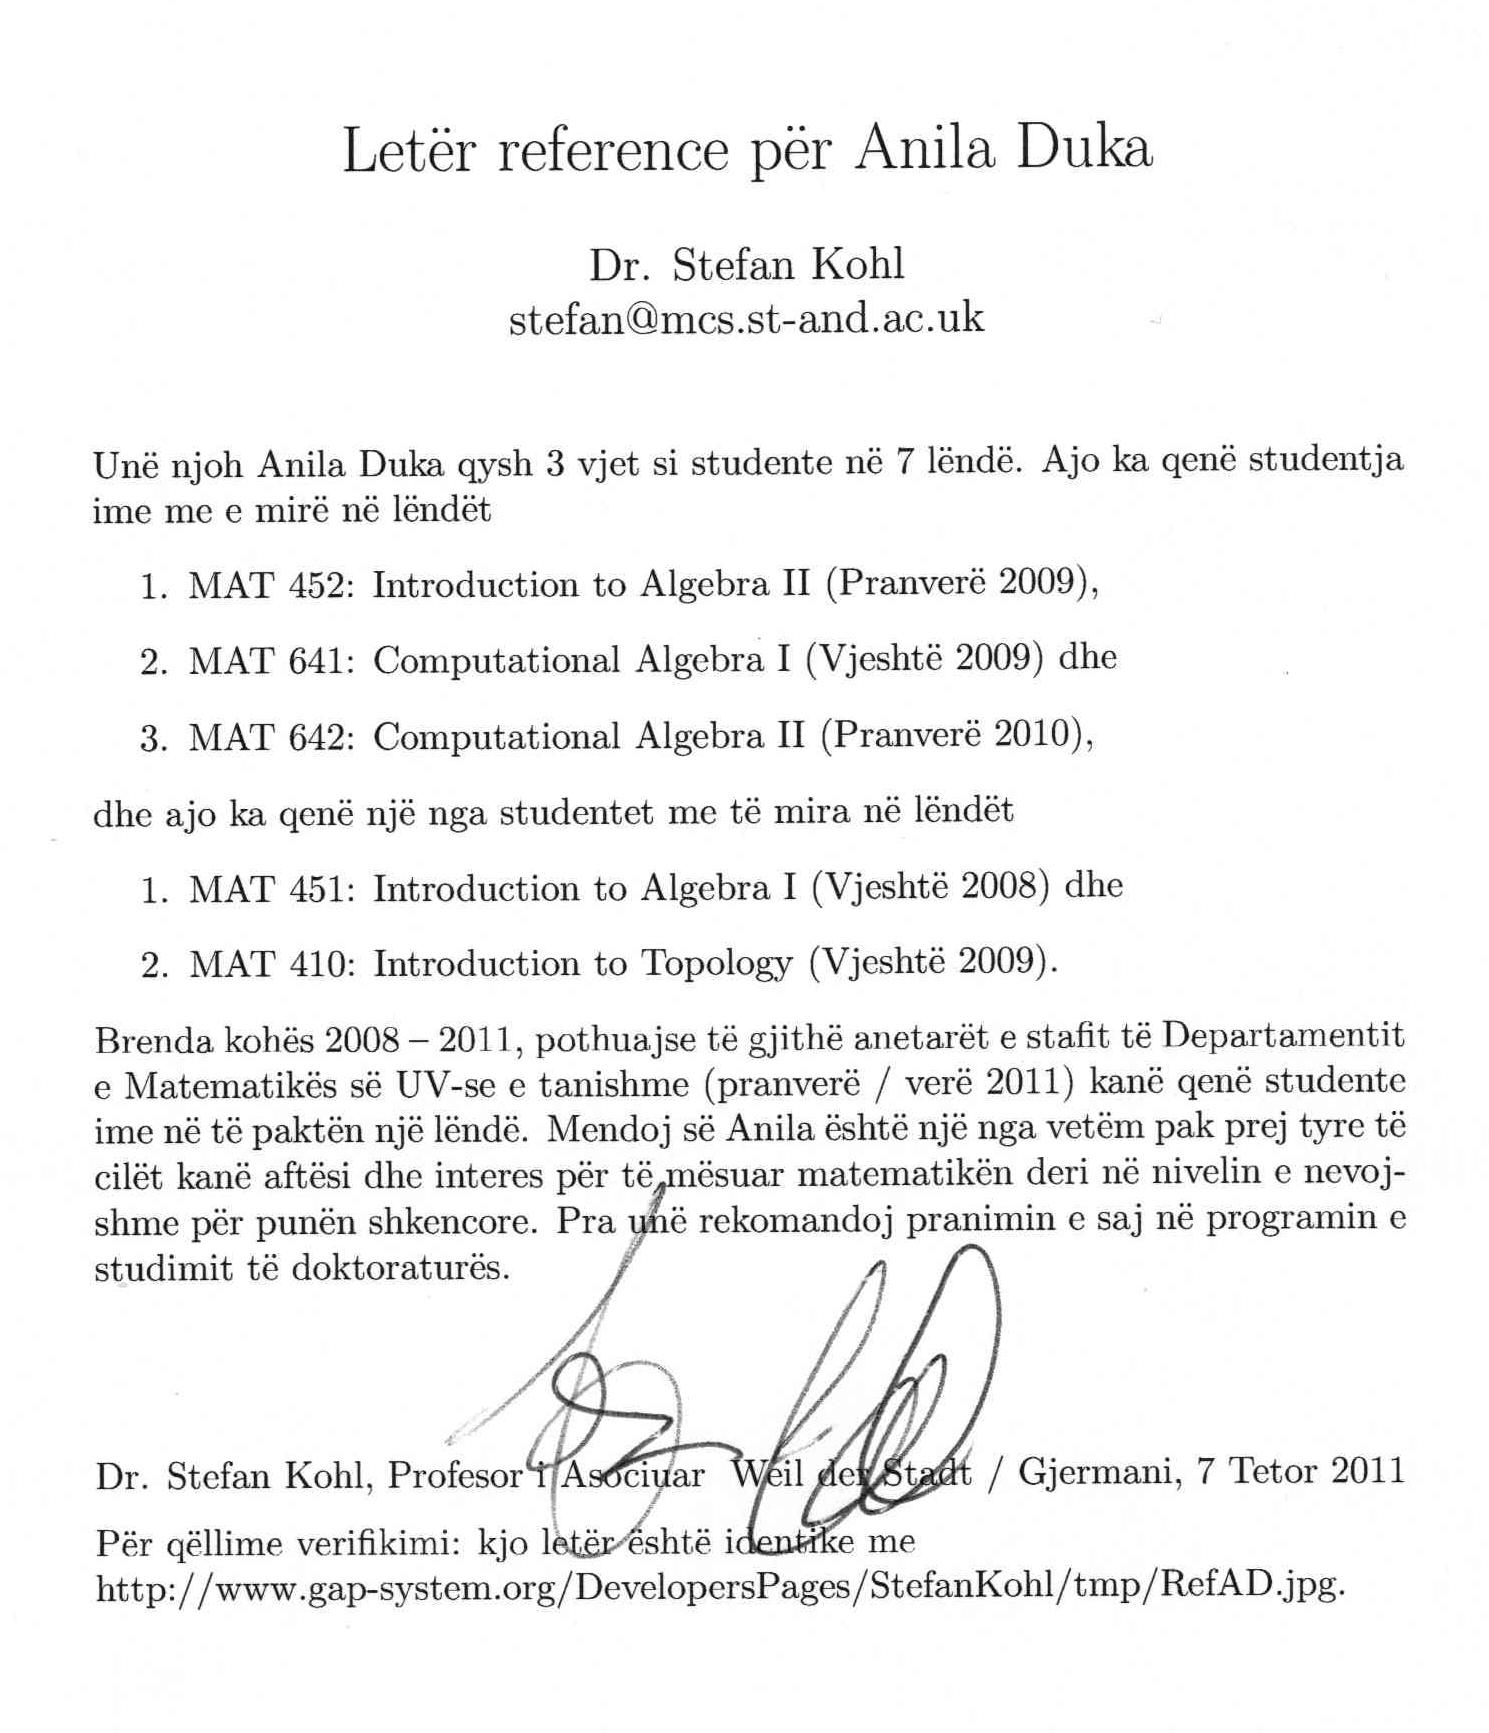 Letër reference për Anila Duka
Dr. Stefan Kohl
stefan@mcs.st-and.ac.uk
Unë njoh Anila Duka qysh 3 vjet si studente në 7 lëndë. Ajo ka qenë studentja
ime me e mirë në lëndët
1. MAT 452: Introduction to Algebra II (Pranverë 2009),
2. MAT 641: Computational Algebra I (Vjeshtë 2009) dhe
3. MAT 642: Computational Algebra II (Pranverë 2010),
dhe ajo ka qenë një nga studentet me të mira në lëndët
1. MAT 451: Introduction to Algebra I (Vjeshtë 2008) dhe
2. MAT 410: Introduction to Topology (Vjeshtë 2009).
Brenda kohës 2008 – 2011, pothuajse të gjithë anetarët e stafit të Departamentit
e Matematikës së UV-se e tanishme (pranverë / verë 2011) kanë qenë studente
ime në të paktën një lëndë. Mendoj së Anila është një nga vetëm pak prej tyre të
cilët kanë aftësi dhe interes për të mësuar matematikën deri në nivelin e nevoj-
shme për punën shkencore. Pra unë rekomandoj pranimin e saj në programin e
studimit të doktoraturës.
Dr. Stefan Kohl, Profesor i Asociuar Weil der Stadt / Gjermani, 7 Tetor 2011
Për qëllime verifikimi: kjo letër është identike me
http://www.gap-system.org/DevelopersPages/StefanKohl/tmp/RefAD.jpg.